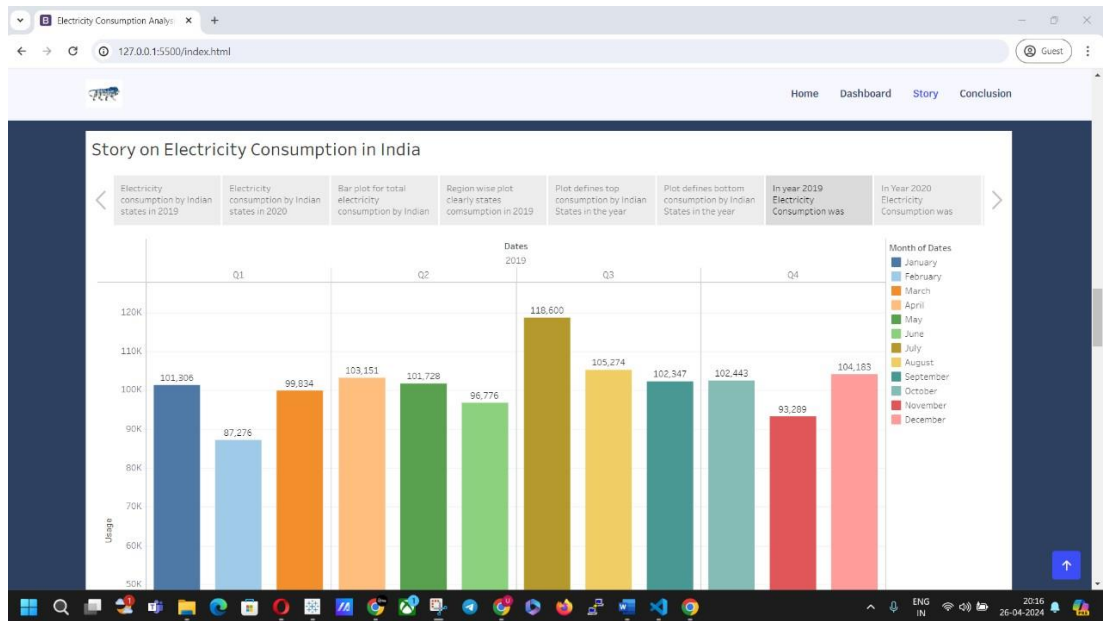 Electricity Consumption Analys
127.0.0.1:5500/index.html
Guest
Home Dashboard Story Conclusion
Story on Electricity Consumption in India
Electricity
consumption by Indian
states in 2019
Electricity
consumption by Indian
states in 2020
Bar plot for total
electricity
consumption by Indian
Region wise plot
clearly states
comsumption in 2019
Plot defines top
consumption by Indian
States in the year
Plot defines bottom
consumption by Indian
States in the year
In year 2019
Electricity
Consumption was
In Year 2020
Electricity
Consumption was
Dates
2019
Q1 Q2 Q3 Q4
Usage
120K
110K
100K
90K
80K
70K
60K
50K
101,306
87,276
99,834
103,151
101,728
96,776
118,600
105,274
102,347
102,443
93,289
104,183
Month of Dates
January
February
March
April
May
June
July
August
September
October
November
December
ENG
IN
20:16
26-04-2024